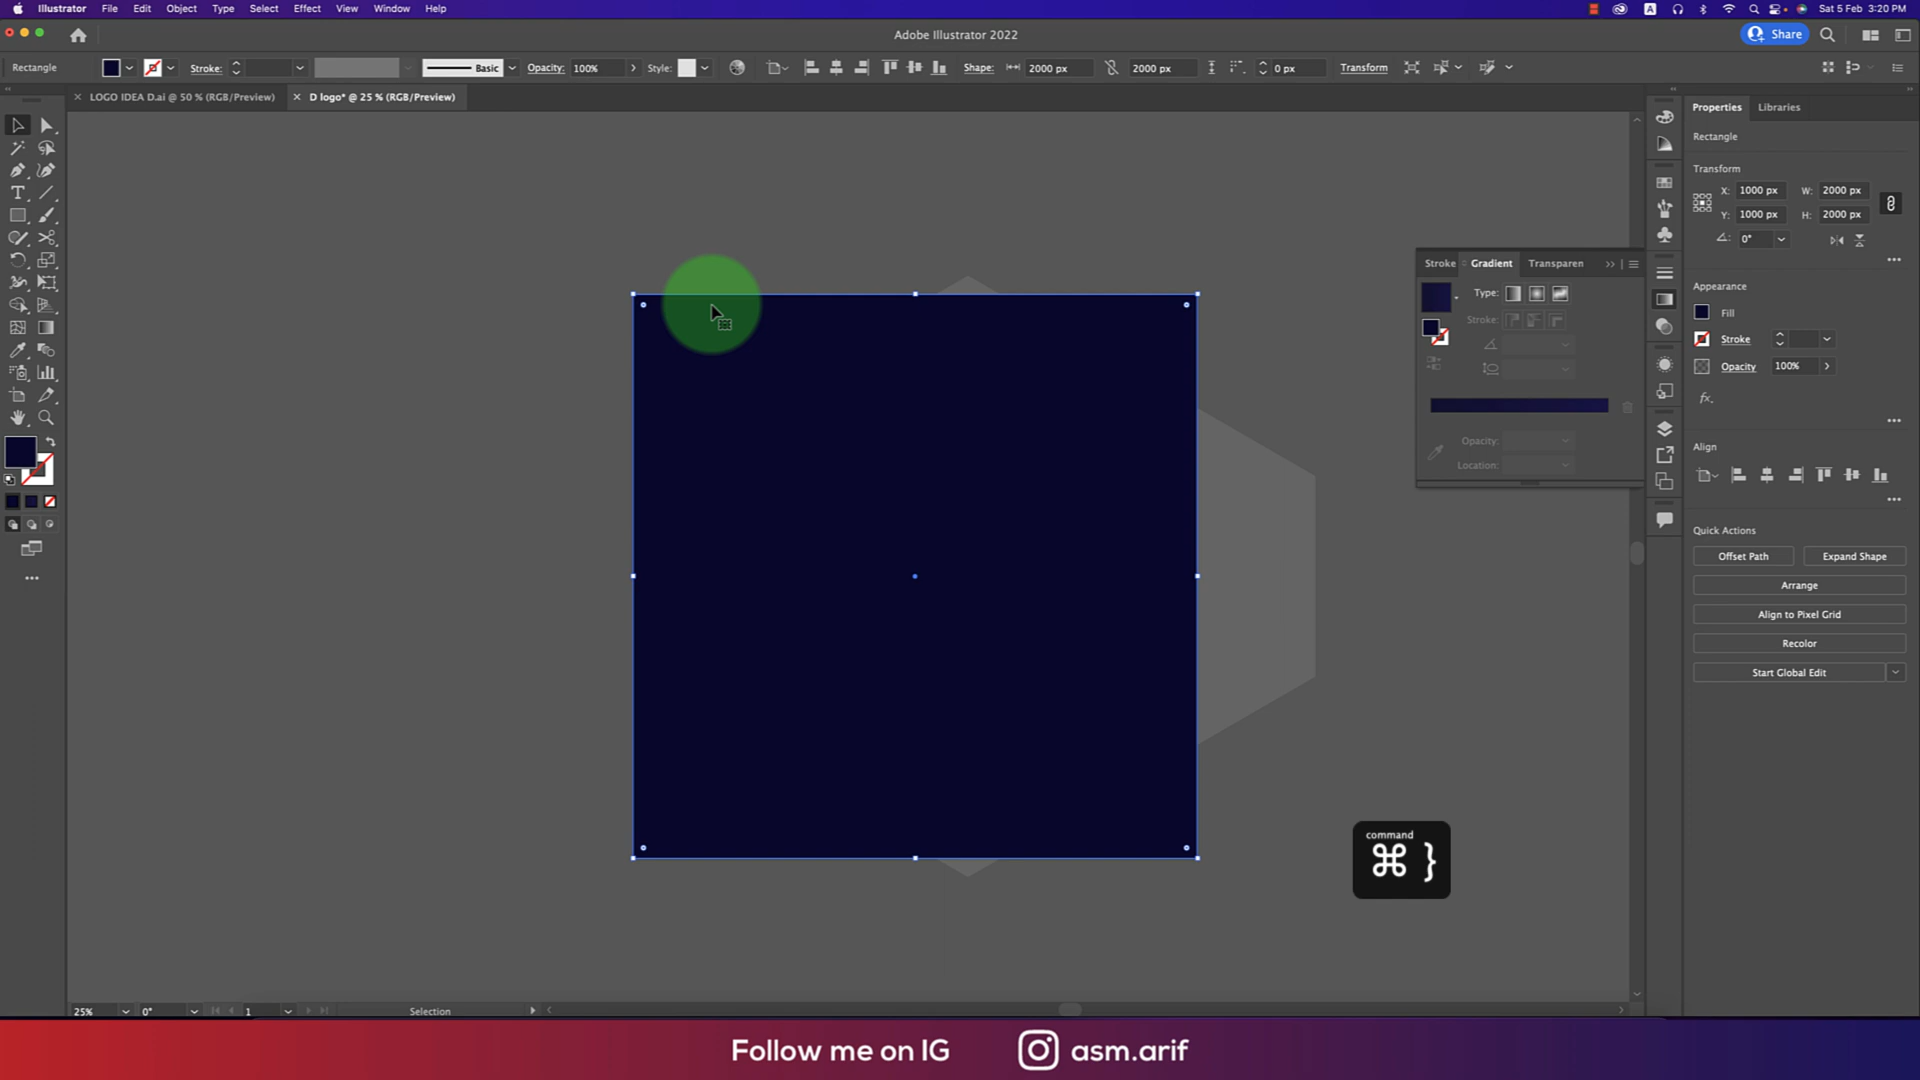 Illustrator File Edit Object Type Select Effect View Window Help
A Sat 5 Feb 3:20 PM
Adobe Illustrator 2022
Share
Rectangle Stroke: Basic Opacity: 100% Style: Shape: 2000 px 2000 px 0 px Transform
LOGO IDEA D.ai @ 50 % (RGB/Preview) D logo* @ 25 % (RGB/Preview)
Properties Libraries
Rectangle
Transform
X: 1000 px W: 2000 px
Y: 1000 px H: 2000 px
0°
Stroke Gradient Transparen
Type:
Stroke:
Opacity:
Location:
Appearance
Fill
Stroke
Opacity 100%
fx.
Align
Quick Actions
Offset Path Expand Shape
Arrange
Align to Pixel Grid
Recolor
Start Global Edit
command
⌘ }
25% 0° 1 Selection
Follow me on IG asm.arif